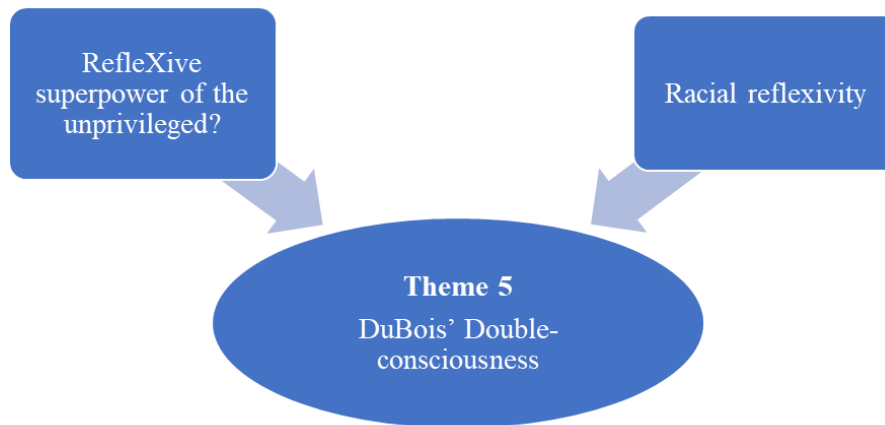 RefleXive
superpower of the
unprivileged?
Racial reflexivity
Theme 5
DuBois’ Double-
consciousness